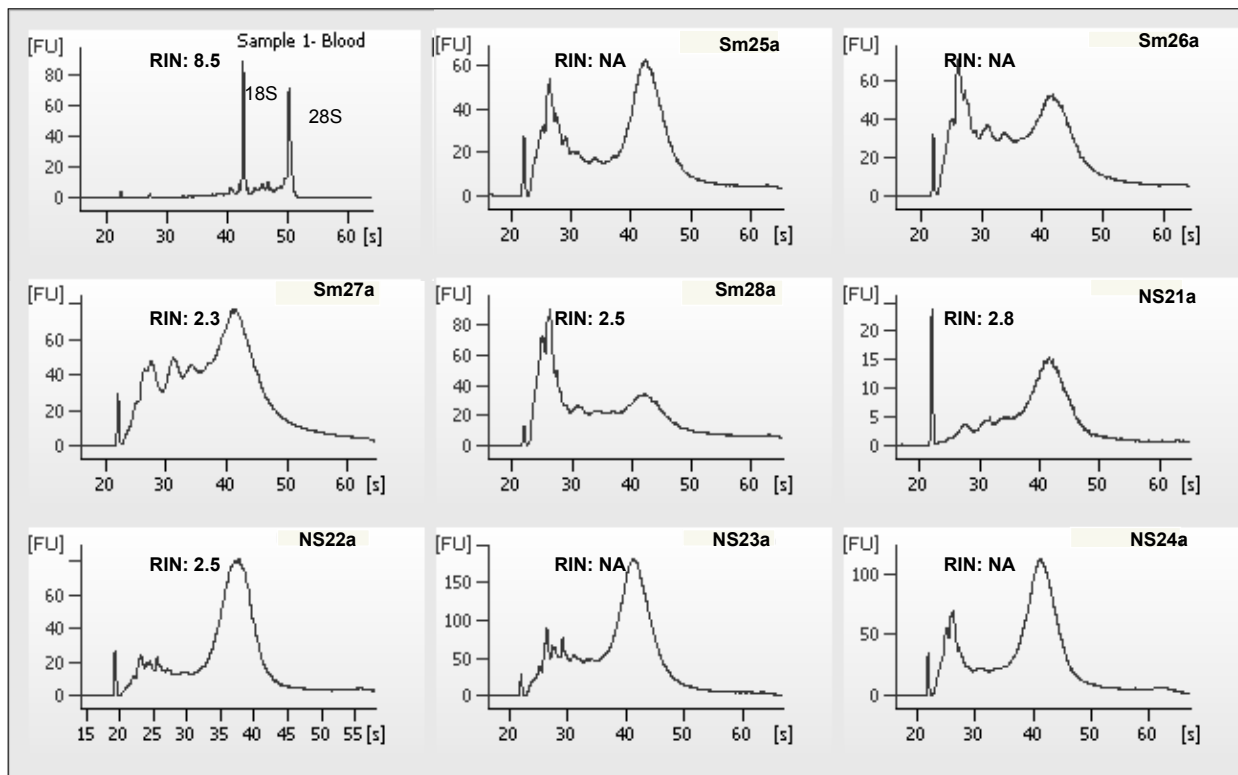 [FU]
Sample 1- Blood
RIN: 8.5
18S
28S
80
60
40
20
0
20 30 40 50 60 [s]
[FU]
Sm25a
RIN: NA
60
40
20
0
20 30 40 50 60 [s]
[FU]
Sm26a
RIN: NA
60
40
20
0
20 30 40 50 60 [s]
[FU]
Sm27a
RIN: 2.3
60
40
20
0
20 30 40 50 60 [s]
[FU]
Sm28a
RIN: 2.5
80
60
40
20
0
20 30 40 50 60 [s]
[FU]
NS21a
RIN: 2.8
20
15
10
5
0
20 30 40 50 60 [s]
[FU]
NS22a
RIN: 2.5
60
40
20
0
15 20 25 30 35 40 45 50 55 [s]
[FU]
NS23a
RIN: NA
150
100
50
0
20 30 40 50 60 [s]
[FU]
NS24a
RIN: NA
100
50
0
20 30 40 50 60 [s]